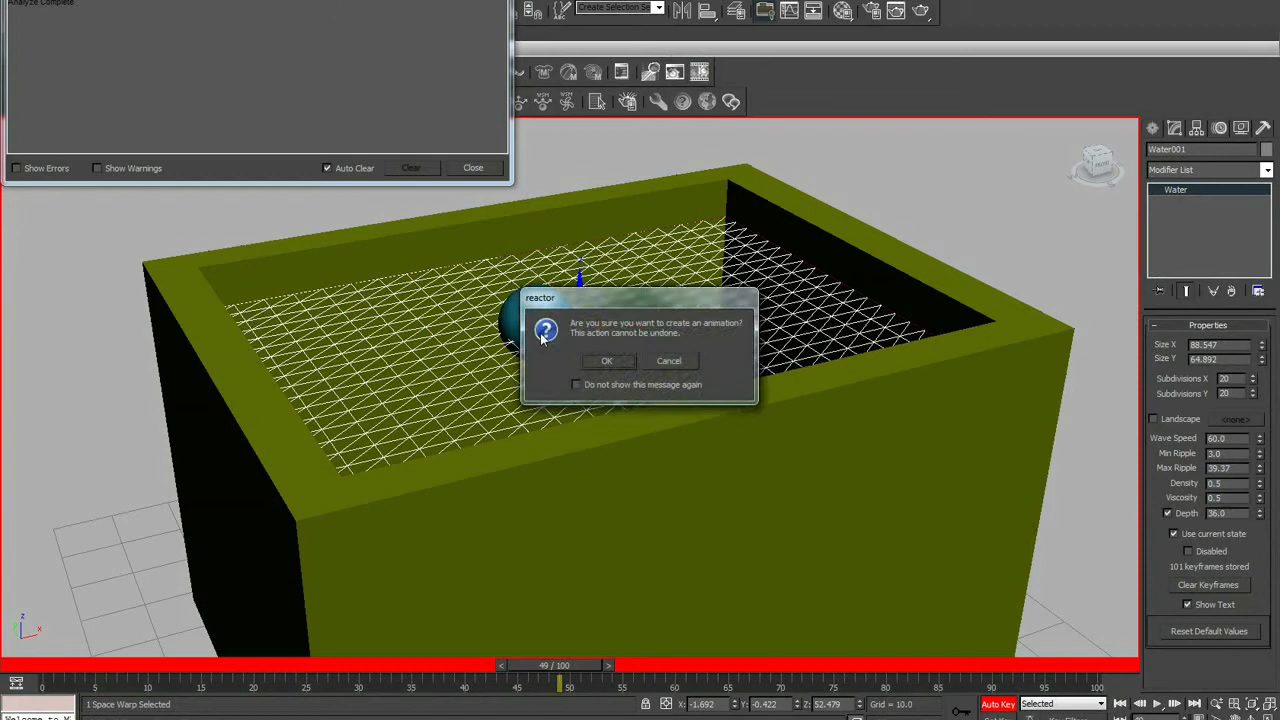 Analyze Complete
Create Selection Se
Show Errors
Show Warnings
Auto Clear
Clear
Close
Water001
Modifier List
Water
reactor
Are you sure you want to create an animation?
This action cannot be undone.
OK
Cancel
Do not show this message again
Properties
Size X 88.547
Size Y 64.892
Subdivisions X 20
Subdivisions Y 20
Landscape <none>
Wave Speed 60.0
Min Ripple 3.0
Max Ripple 39.37
Density 0.5
Viscosity 0.5
Depth 36.0
Use current state
Disabled
101 keyframes stored
Clear Keyframes
Show Text
Reset Default Values
z
x
< 49 / 100 >
0 5 10 15 20 25 30 35 40 45 50 55 60 65 70 75 80 85 90 95 100
1 Space Warp Selected
X: -1.692 Y: -0.422 Z: 52.479 Grid = 10.0
Auto Key Selected
Welcome to M